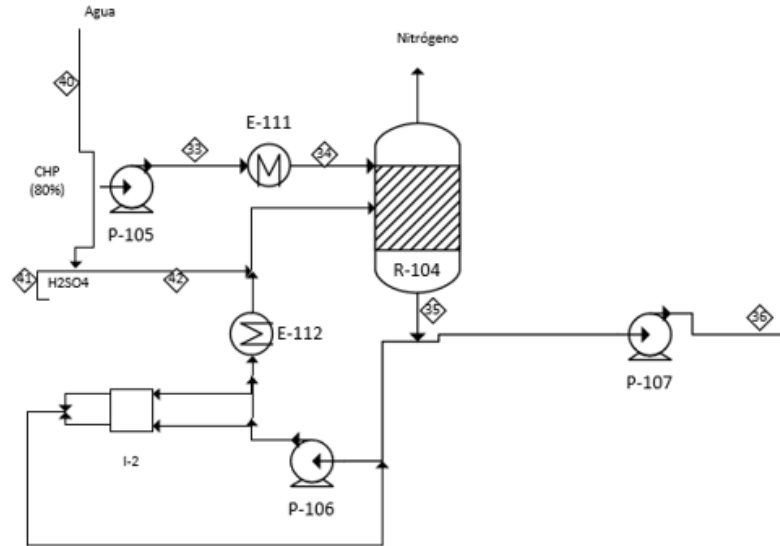 Agua
Nitrógeno
40
E-111
33
34
CHP
(80%)
P-105
R-104
41
H2SO4
42
35
E-112
36
P-107
I-2
P-106